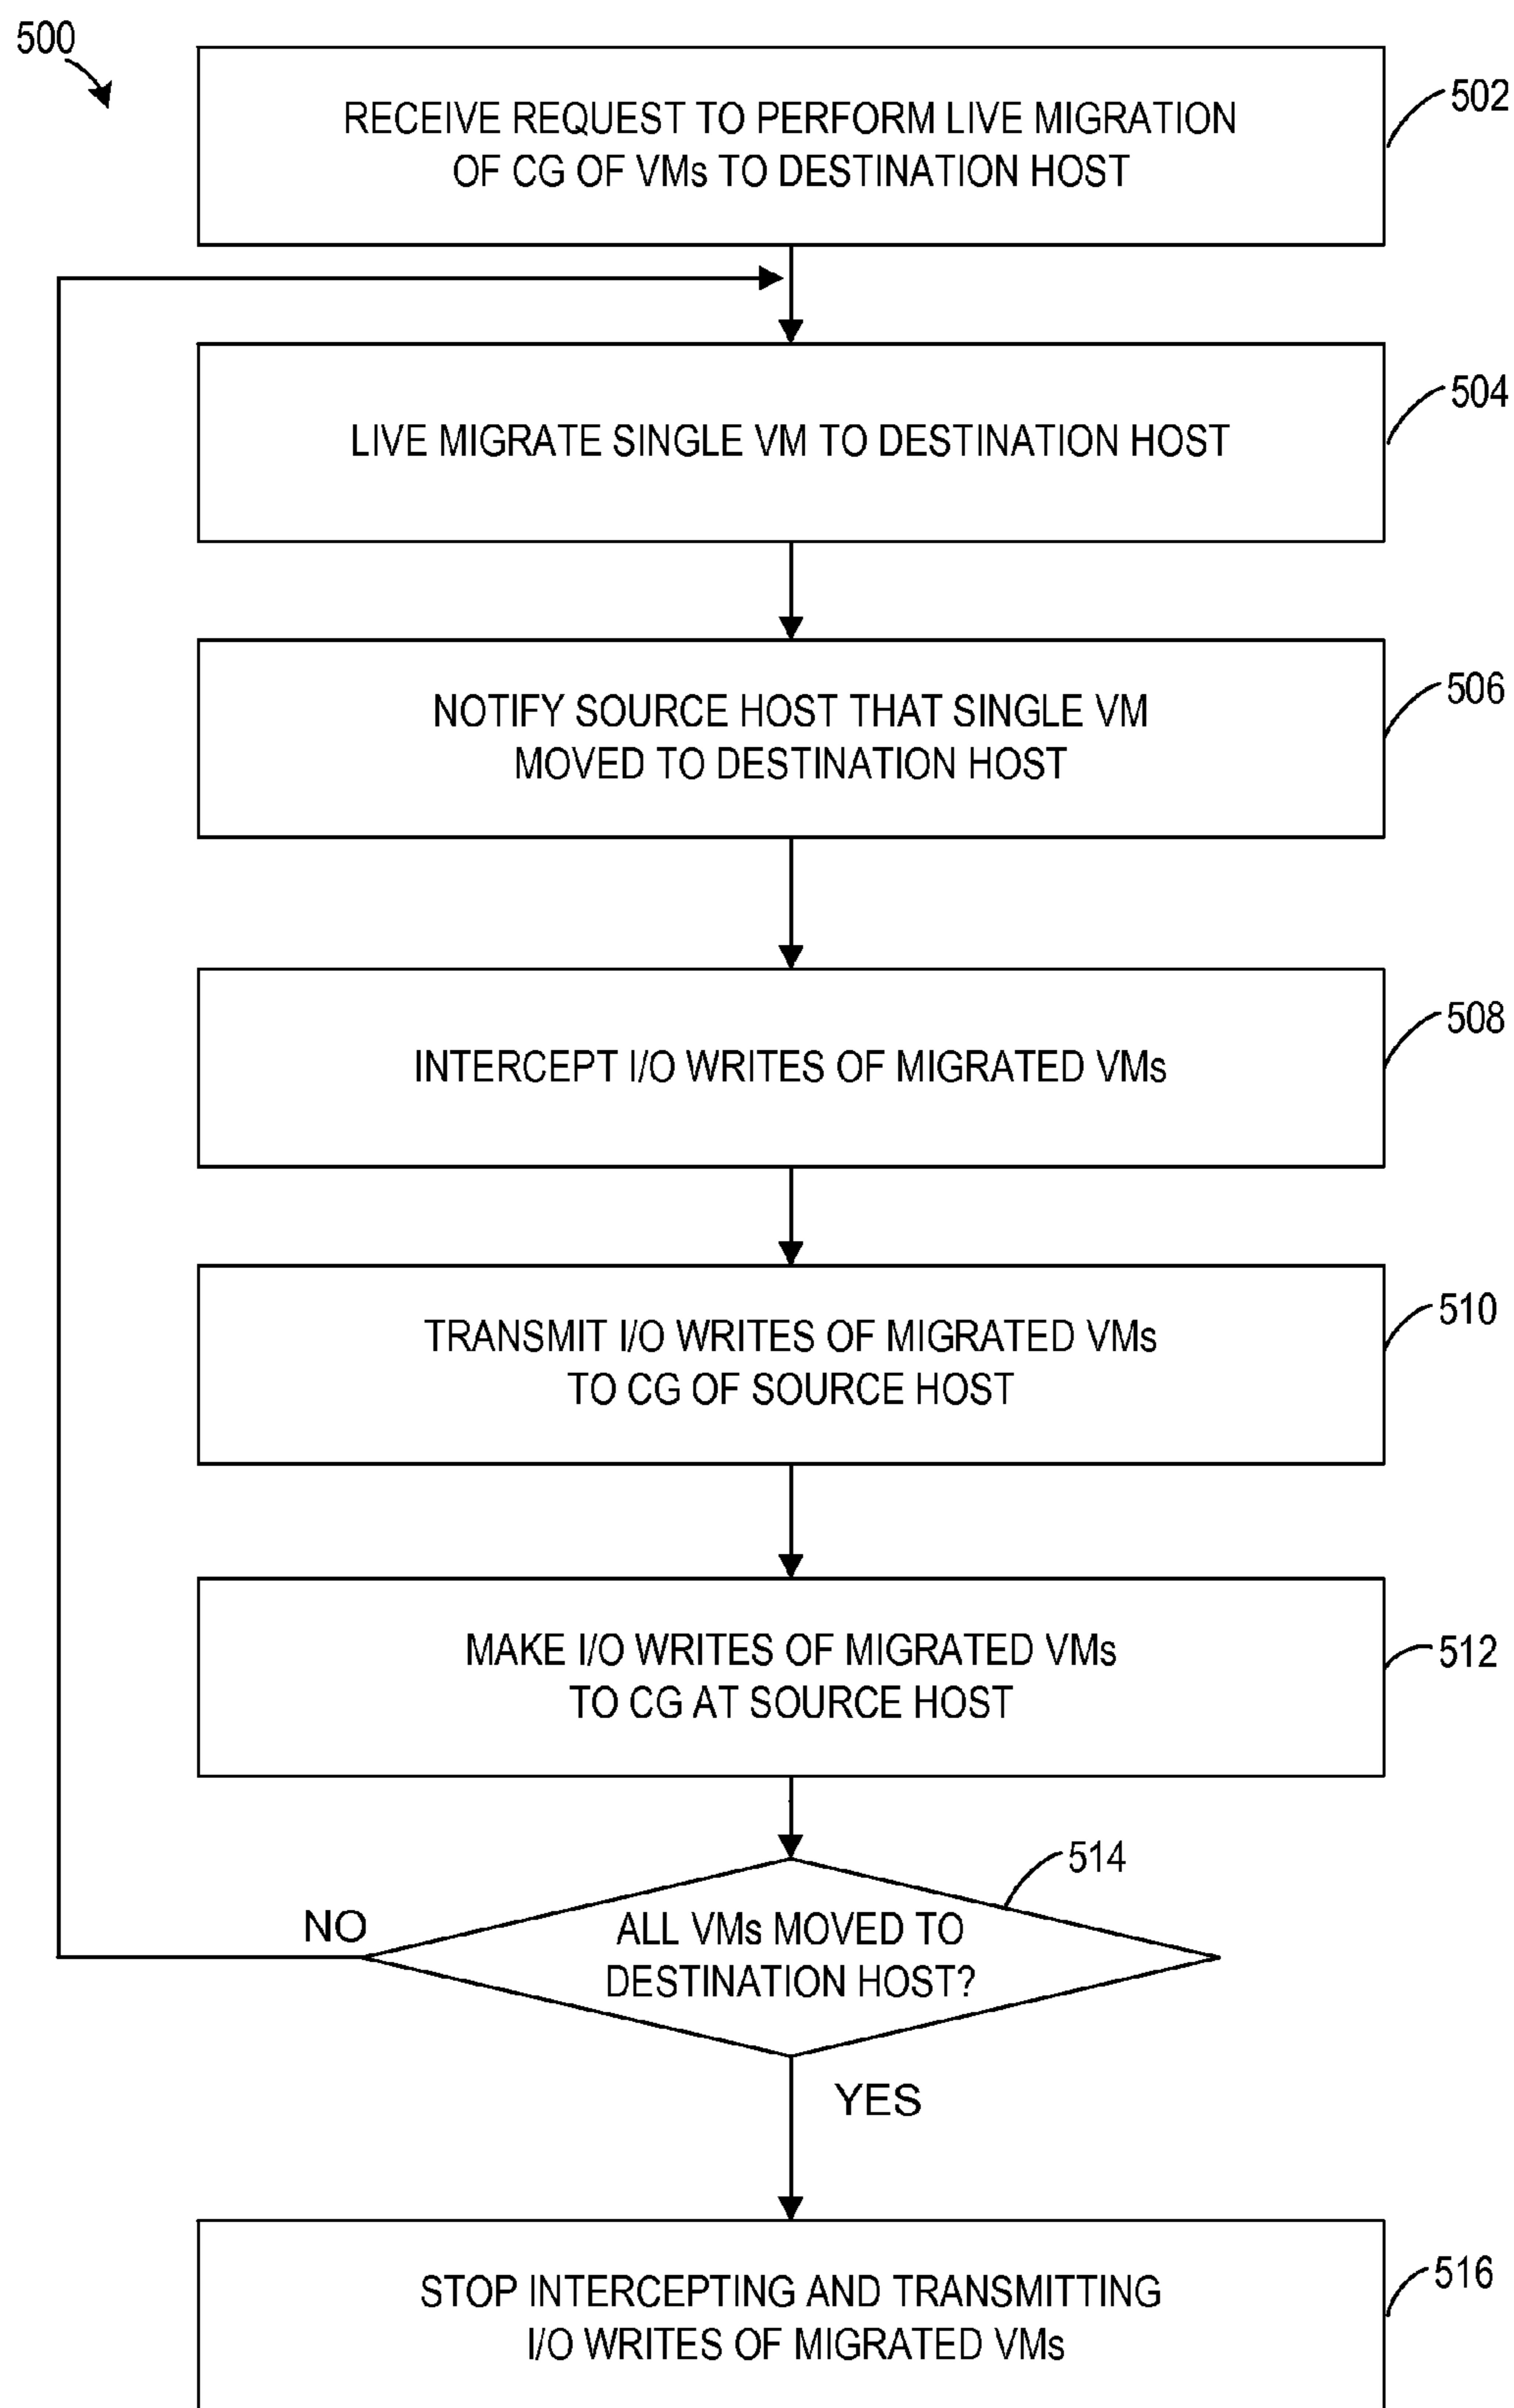 500
RECEIVE REQUEST TO PERFORM LIVE MIGRATION
OF CG OF VMs TO DESTINATION HOST
502
LIVE MIGRATE SINGLE VM TO DESTINATION HOST
504
NOTIFY SOURCE HOST THAT SINGLE VM
MOVED TO DESTINATION HOST
506
INTERCEPT I/O WRITES OF MIGRATED VMs
508
TRANSMIT I/O WRITES OF MIGRATED VMs
TO CG OF SOURCE HOST
510
MAKE I/O WRITES OF MIGRATED VMs
TO CG AT SOURCE HOST
512
514
NO
ALL VMs MOVED TO
DESTINATION HOST?
YES
STOP INTERCEPTING AND TRANSMITTING
I/O WRITES OF MIGRATED VMs
516